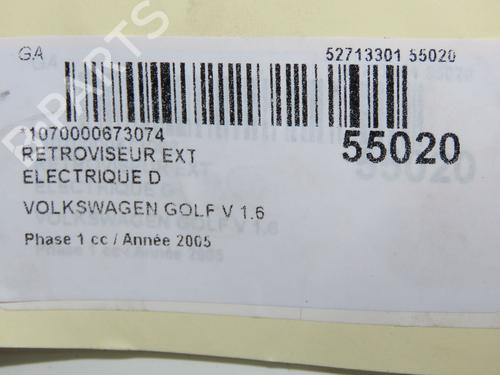 GA
52713301 55020
*1070000673074
55020
RETROVISEUR EXT
ELECTRIQUE D
VOLKSWAGEN GOLF V 1.6
Phase 1 cc / Année 2005